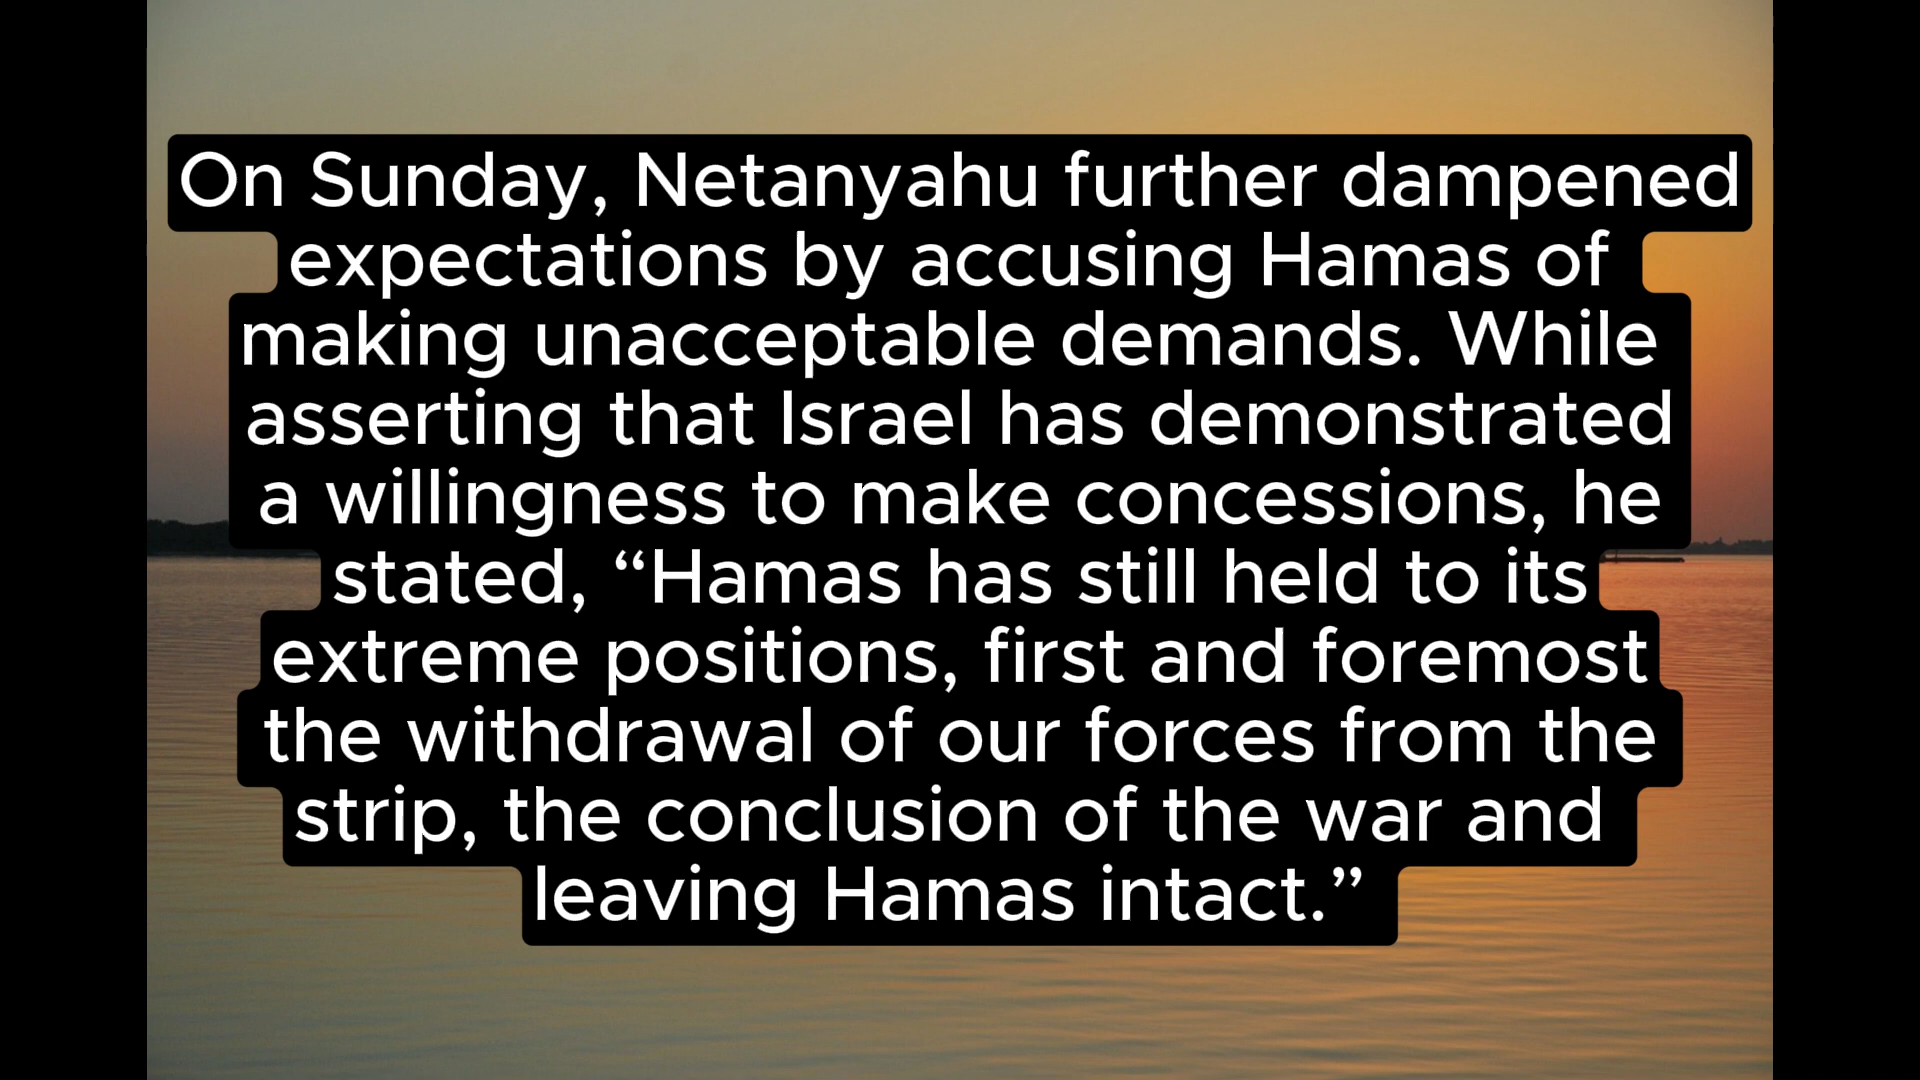 On Sunday, Netanyahu further dampened
expectations by accusing Hamas of
making unacceptable demands. While
asserting that Israel has demonstrated
a willingness to make concessions, he
stated, “Hamas has still held to its
extreme positions, first and foremost
the withdrawal of our forces from the
strip, the conclusion of the war and
leaving Hamas intact.”